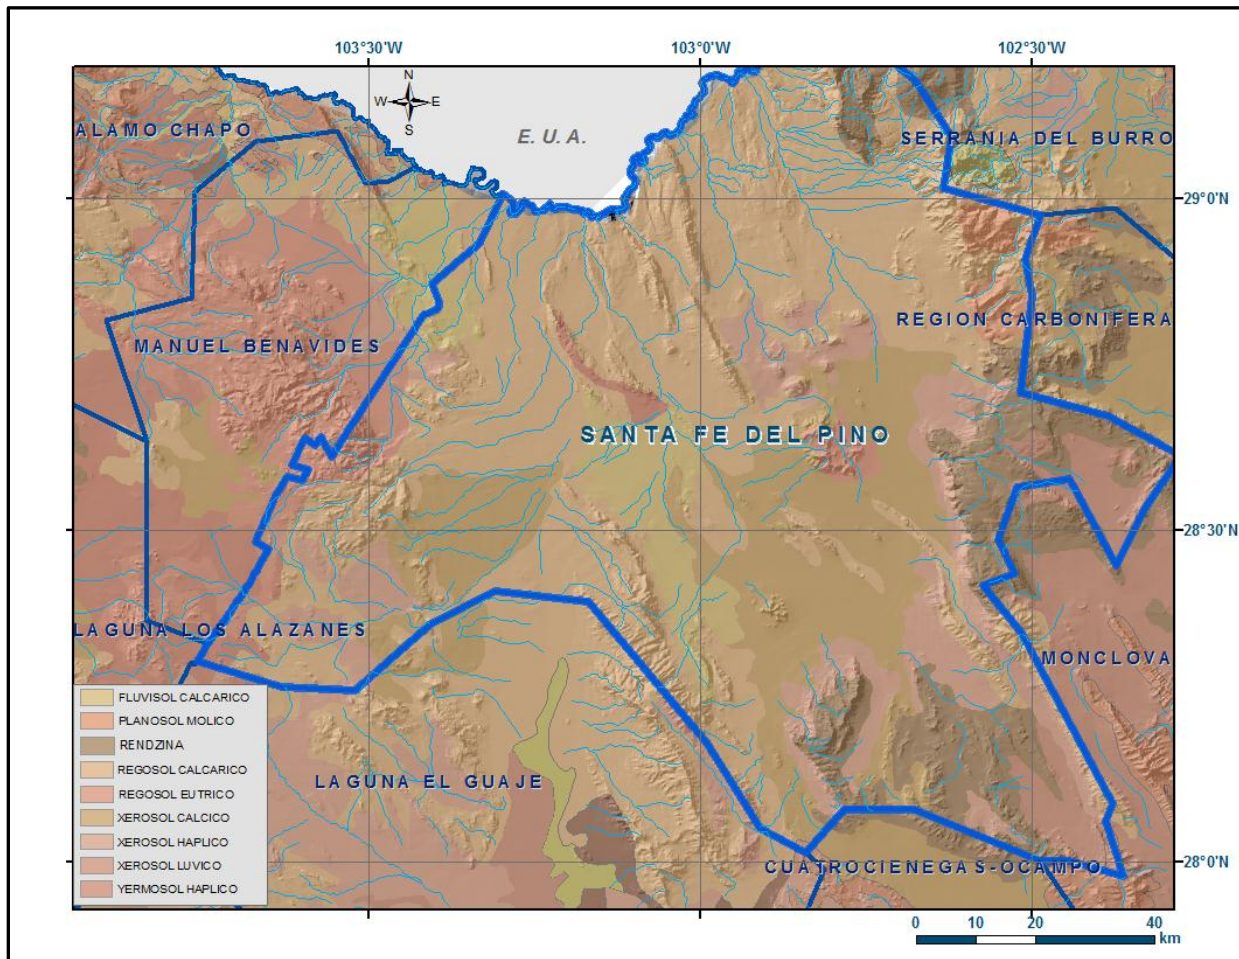 103°30'W 103°0'W 102°30'W
N
W E
S
E. U. A.
ALAMO CHAPO
SERRANIA DEL BURRO
29°0'N
REGION CARBONIFERA
MANUEL BENAVIDES
SANTA FE DEL PINO
28°30'N
LAGUNA LOS ALAZANES
MONCLOVA
FLUVISOL CALCARICO
PLANOSOL MOLICO
RENDZINA
REGOSOL CALCARICO
REGOSOL EUTRICO
XEROSOL CALCICO
XEROSOL HAPLICO
XEROSOL LUVICO
YERMOSOL HAPLICO
LAGUNA EL GUAJE
28°0'N
CUATROCIENEGAS-OCAMPO
0 10 20 40
km